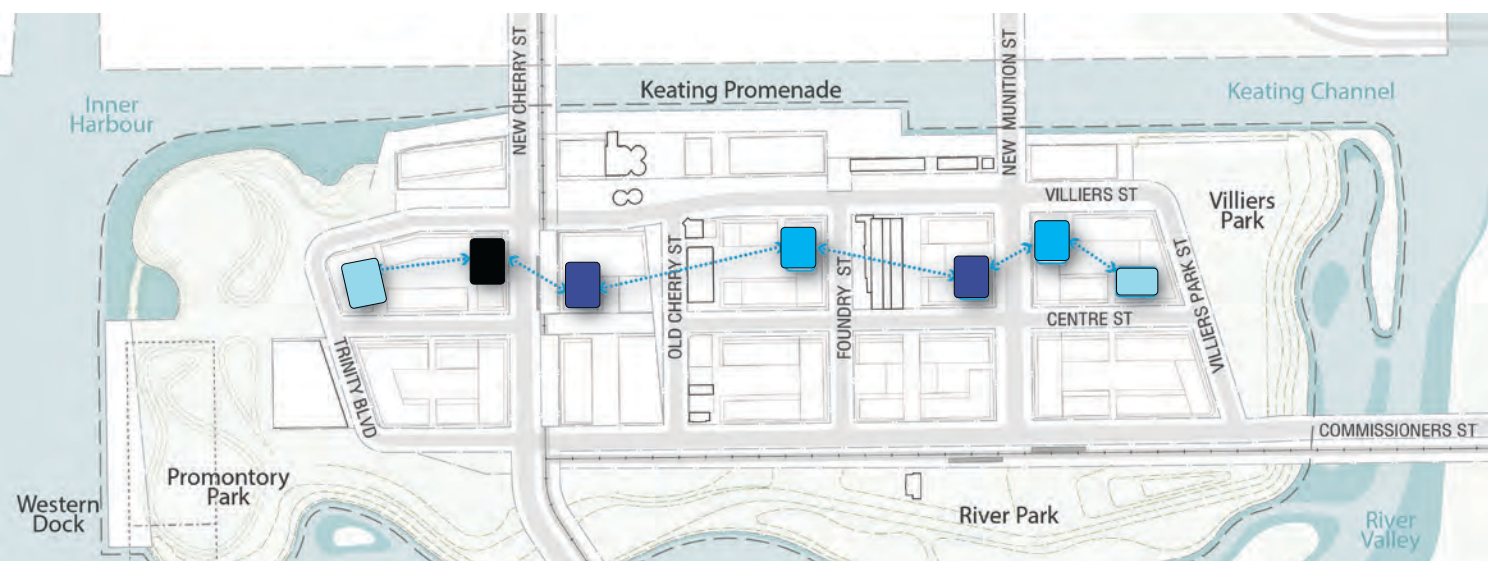 NEW CHERRY ST
NEW MUNITION ST
Keating Promenade
Keating Channel
Inner
Harbour
VILLIERS ST
Villiers
Park
OLD CHERRY ST
FOUNDRY ST
VILLIERS PARK ST
CENTRE ST
TRINITY BLVD
COMMISSIONERS ST
Promontory
Park
Western
Dock
River Park
River
Valley